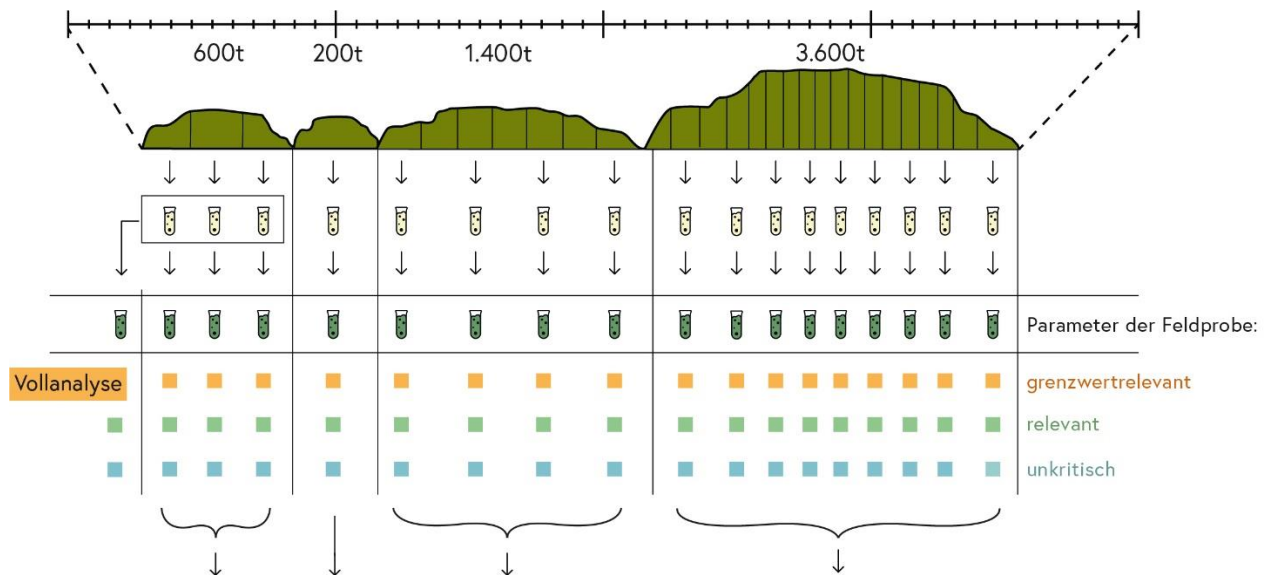 600t
200t
1.400t
3.600t
Parameter der Feldprobe:
Vollanalyse
grenzwertrelevant
relevant
unkritisch